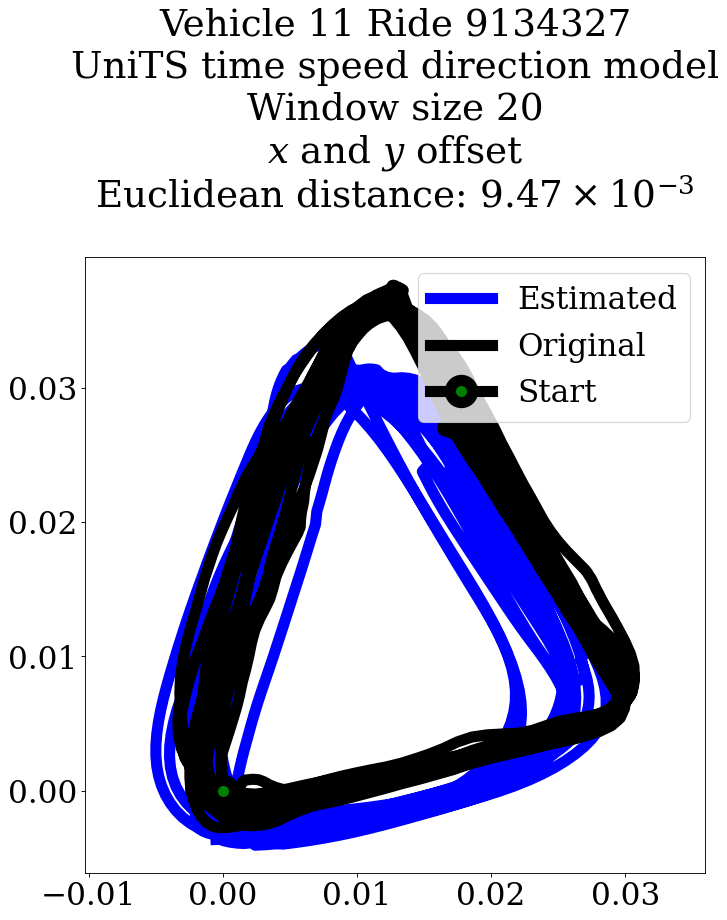 Vehicle 11 Ride 9134327
UniTS time speed direction model
Window size 20
x and y offset
Euclidean distance: 9.47 × 10⁻³
Estimated
Original
Start
0.03
0.02
0.01
0.00
−0.01 0.00 0.01 0.02 0.03